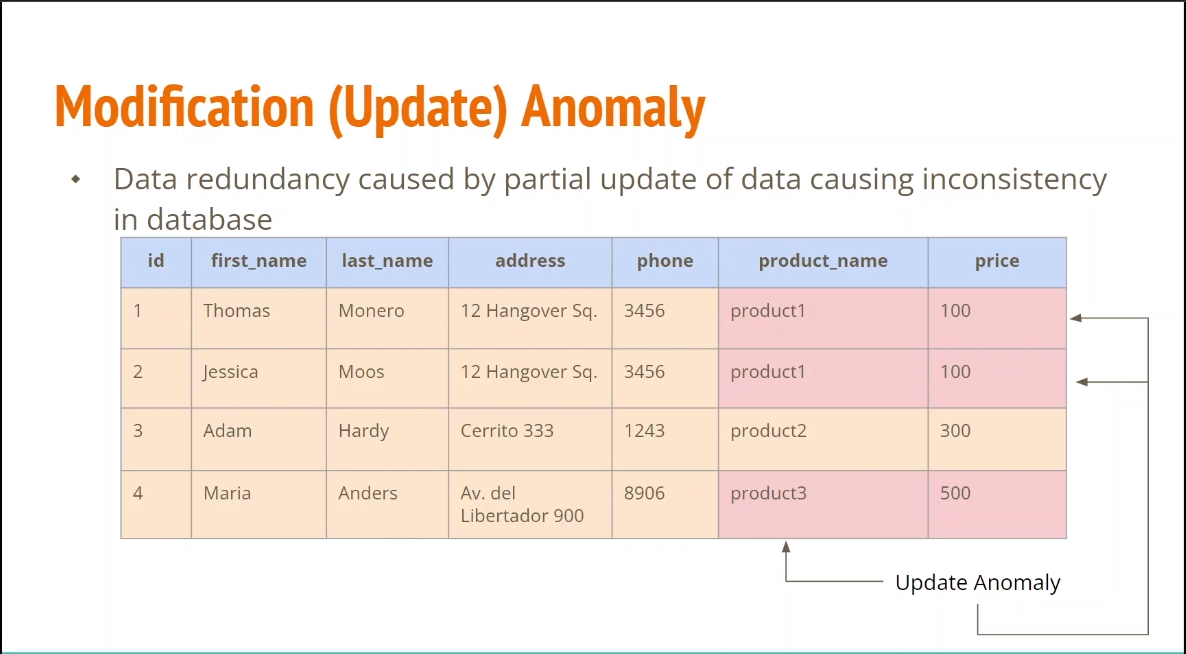 Modification (Update) Anomaly
Data redundancy caused by partial update of data causing inconsistency
in database
id first_name last_name address phone product_name price
1 Thomas Monero 12 Hangover Sq. 3456 product1 100
2 Jessica Moos 12 Hangover Sq. 3456 product1 100
3 Adam Hardy Cerrito 333 1243 product2 300
4 Maria Anders Av. del 8906 product3 500
Libertador 900
Update Anomaly